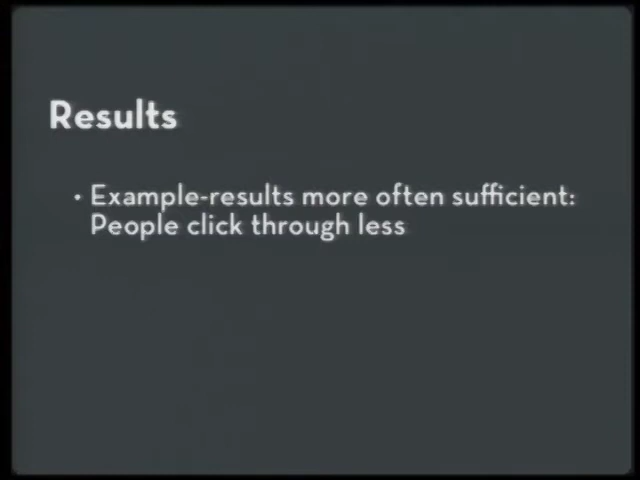 Results
• Example-results more often sufficient:
People click through less